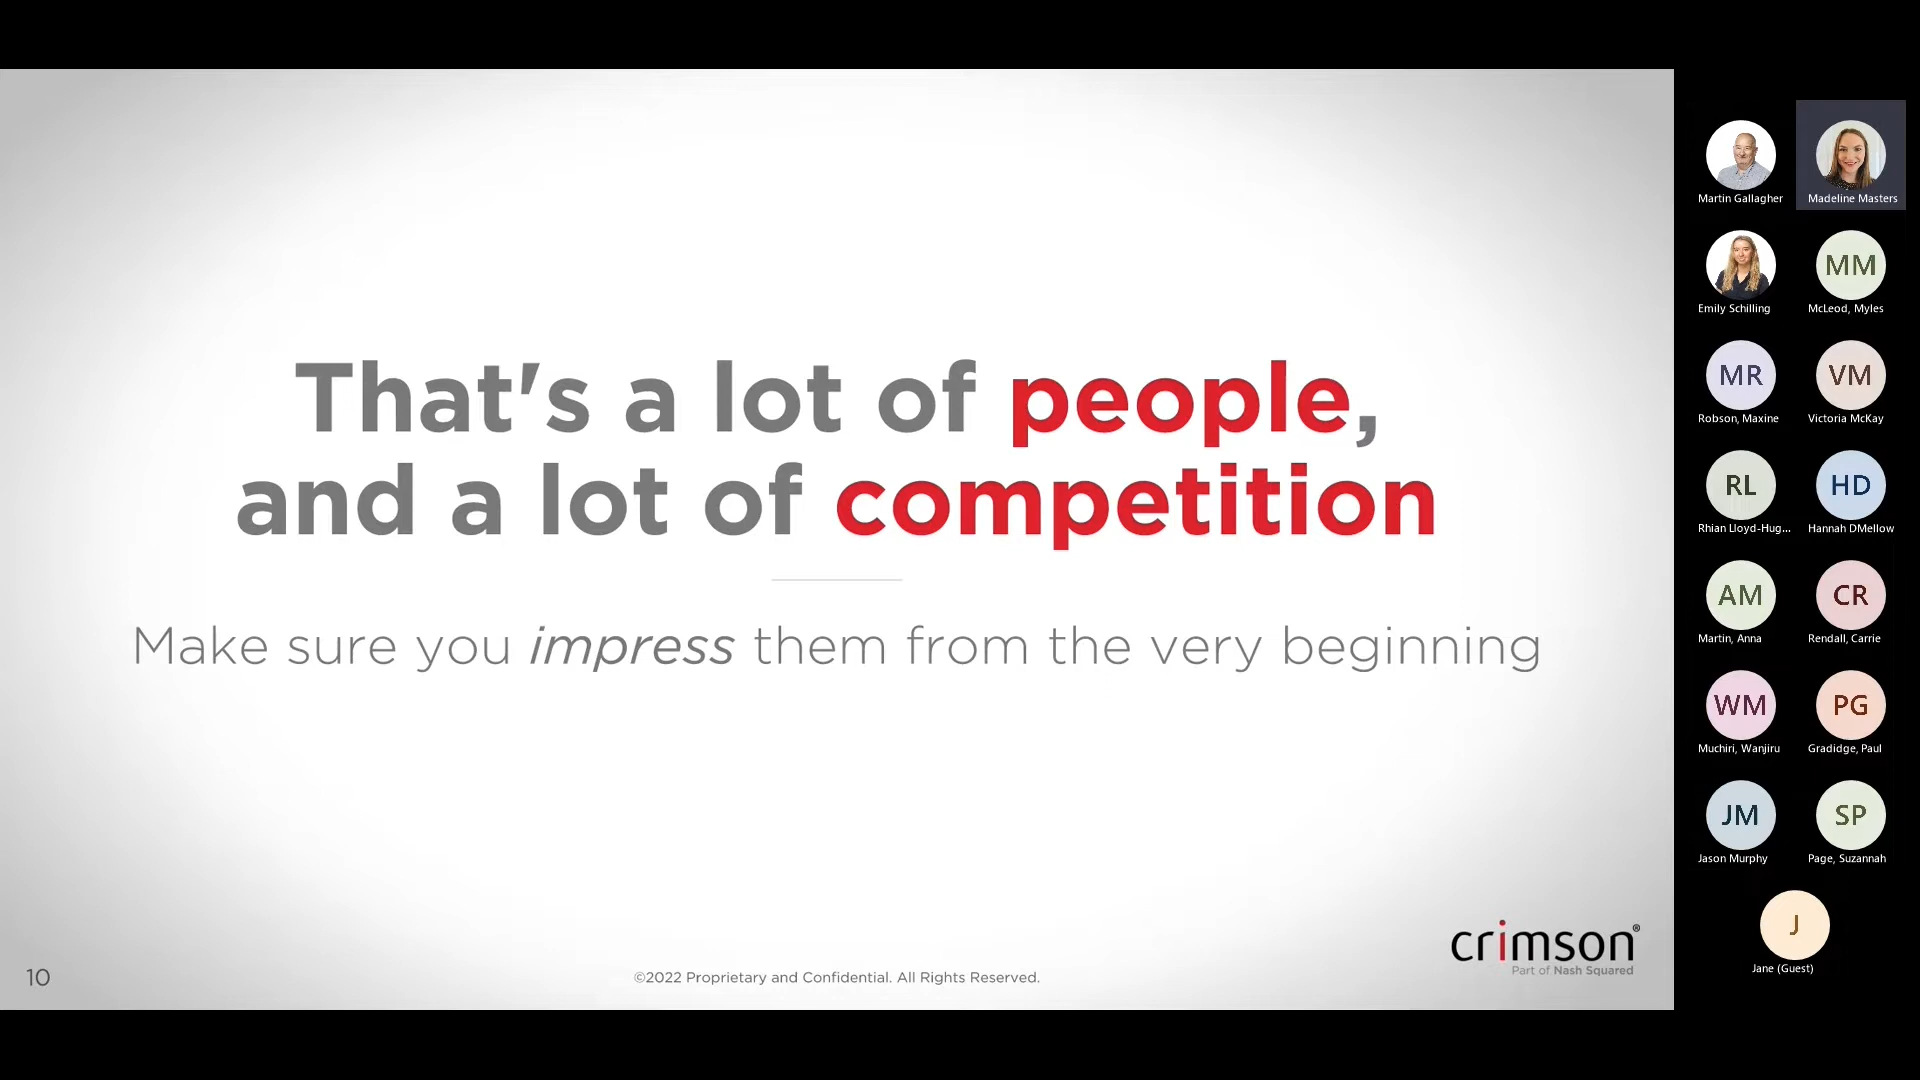 That's a lot of people,
and a lot of competition
Make sure you impress them from the very beginning
10
©2022 Proprietary and Confidential. All Rights Reserved.
crimson®
Part of Nash Squared
Martin Gallagher
Madeline Masters
Emily Schilling
MM
McLeod, Myles
MR
Robson, Maxine
VM
Victoria McKay
RL
Rhian Lloyd-Hug...
HD
Hannah DMellow
AM
Martin, Anna
CR
Rendall, Carrie
WM
Muchiri, Wanjiru
PG
Gradidge, Paul
JM
Jason Murphy
SP
Page, Suzannah
J
Jane (Guest)